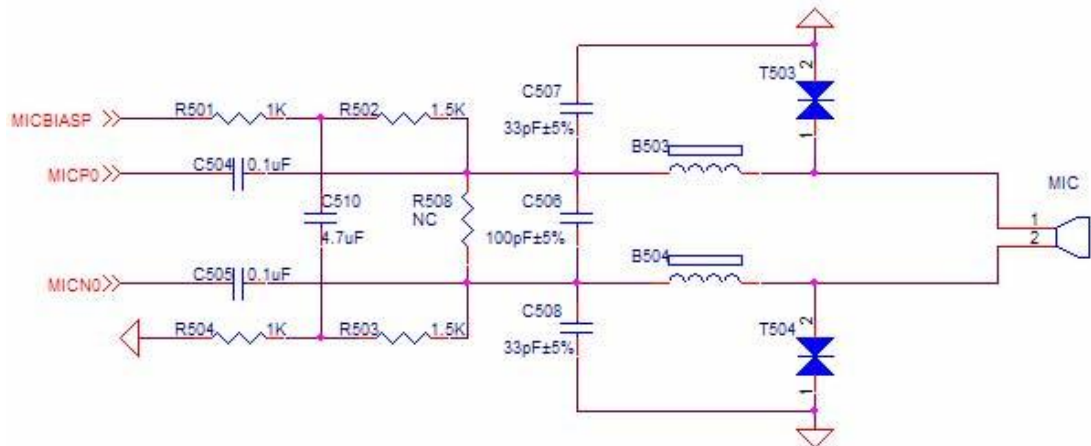 T503
2
1
C507
33pF±5%
R501
1K
R502
1.5K
MICBIASP
B503
C504
0.1uF
MICP0
MIC
C510
4.7uF
R508
NC
C506
100pF±5%
1
2
B504
C505
0.1uF
MICN0
C508
33pF±5%
R504
1K
R503
1.5K
T504
2
1